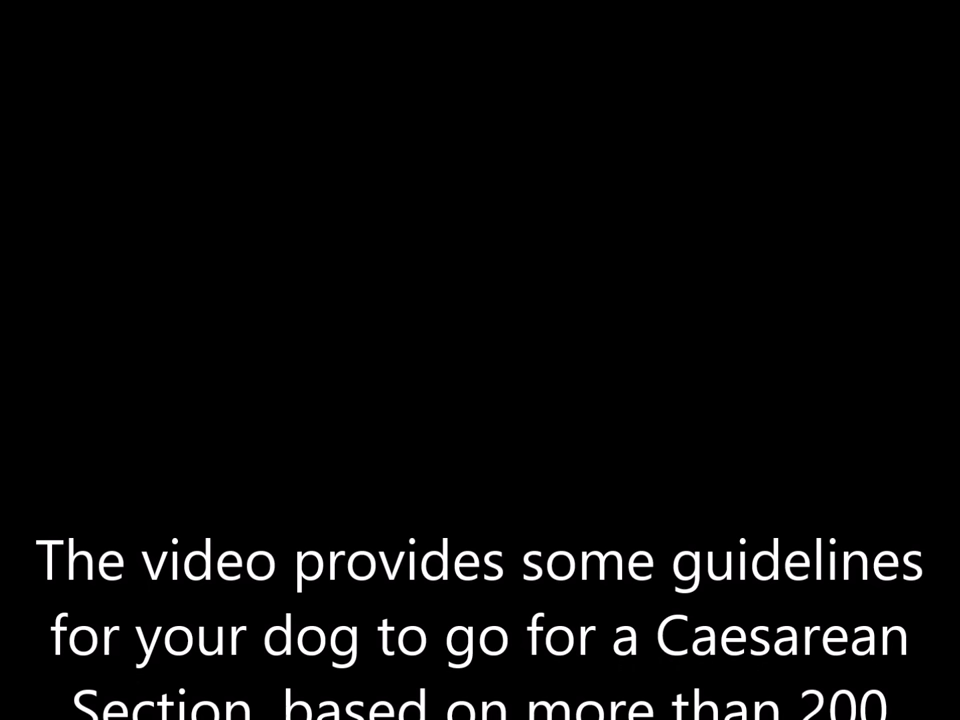 The video provides some guidelines
for your dog to go for a Caesarean
Section, based on more than 200